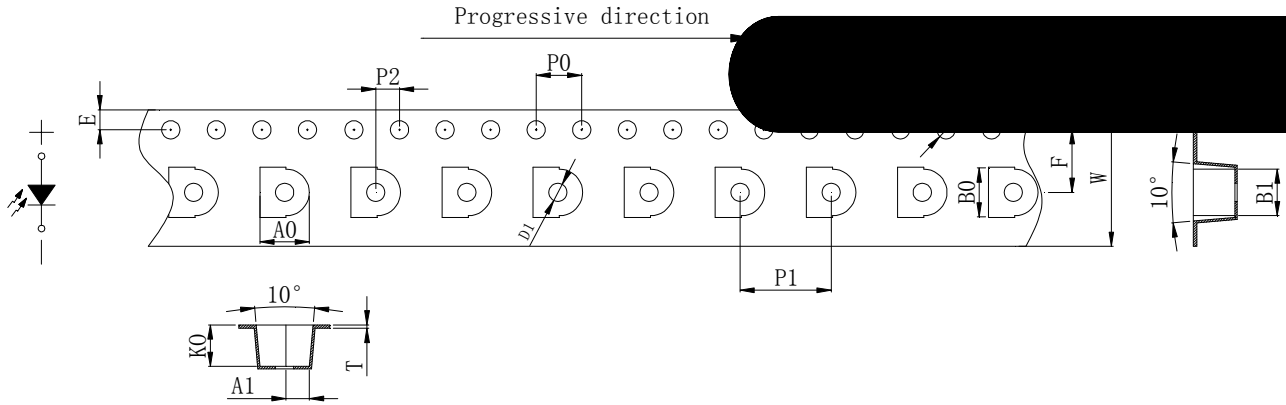 Progressive direction
P2
P0
E
F
W
B0
10°
B1
A0
D1
P1
10°
K0
T
A1